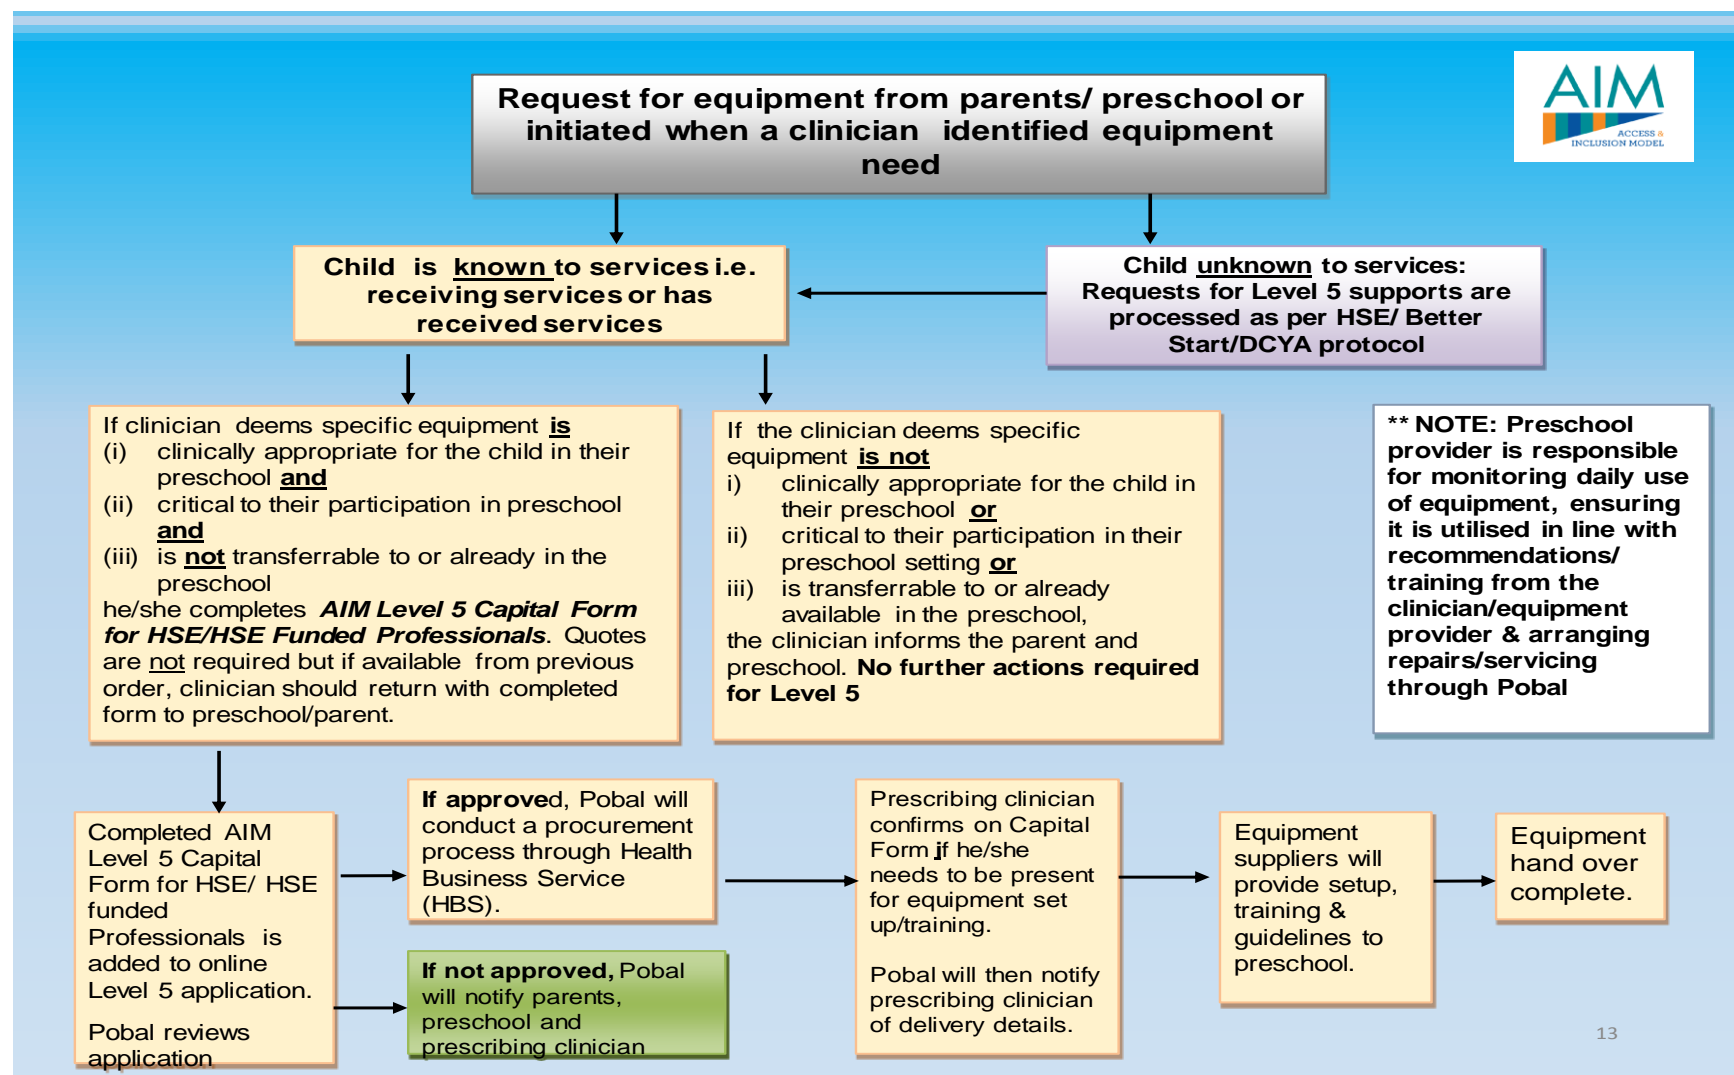 AIM
ACCESS &
INCLUSION MODEL
Request for equipment from parents/ preschool or
initiated when a clinician identified equipment
need
Child is known to services i.e.
receiving services or has
received services
Child unknown to services:
Requests for Level 5 supports are
processed as per HSE/ Better
Start/DCYA protocol
If clinician deems specific equipment is
(i) clinically appropriate for the child in their
preschool and
(ii) critical to their participation in preschool
and
(iii) is not transferrable to or already in the
preschool
he/she completes AIM Level 5 Capital Form
for HSE/HSE Funded Professionals. Quotes
are not required but if available from previous
order, clinician should return with completed
form to preschool/parent.
If the clinician deems specific
equipment is not
i) clinically appropriate for the child in
their preschool or
ii) critical to their participation in their
preschool setting or
iii) is transferrable to or already
available in the preschool,
the clinician informs the parent and
preschool. No further actions required
for Level 5
** NOTE: Preschool
provider is responsible
for monitoring daily use
of equipment, ensuring
it is utilised in line with
recommendations/
training from the
clinician/equipment
provider & arranging
repairs/servicing
through Pobal
Completed AIM
Level 5 Capital
Form for HSE/ HSE
funded
Professionals is
added to online
Level 5 application.
Pobal reviews
application
If approved, Pobal will
conduct a procurement
process through Health
Business Service
(HBS).
If not approved, Pobal
will notify parents,
preschool and
prescribing clinician
Prescribing clinician
confirms on Capital
Form if he/she
needs to be present
for equipment set
up/training.
Pobal will then notify
prescribing clinician
of delivery details.
Equipment
suppliers will
provide setup,
training &
guidelines to
preschool.
Equipment
hand over
complete.
13